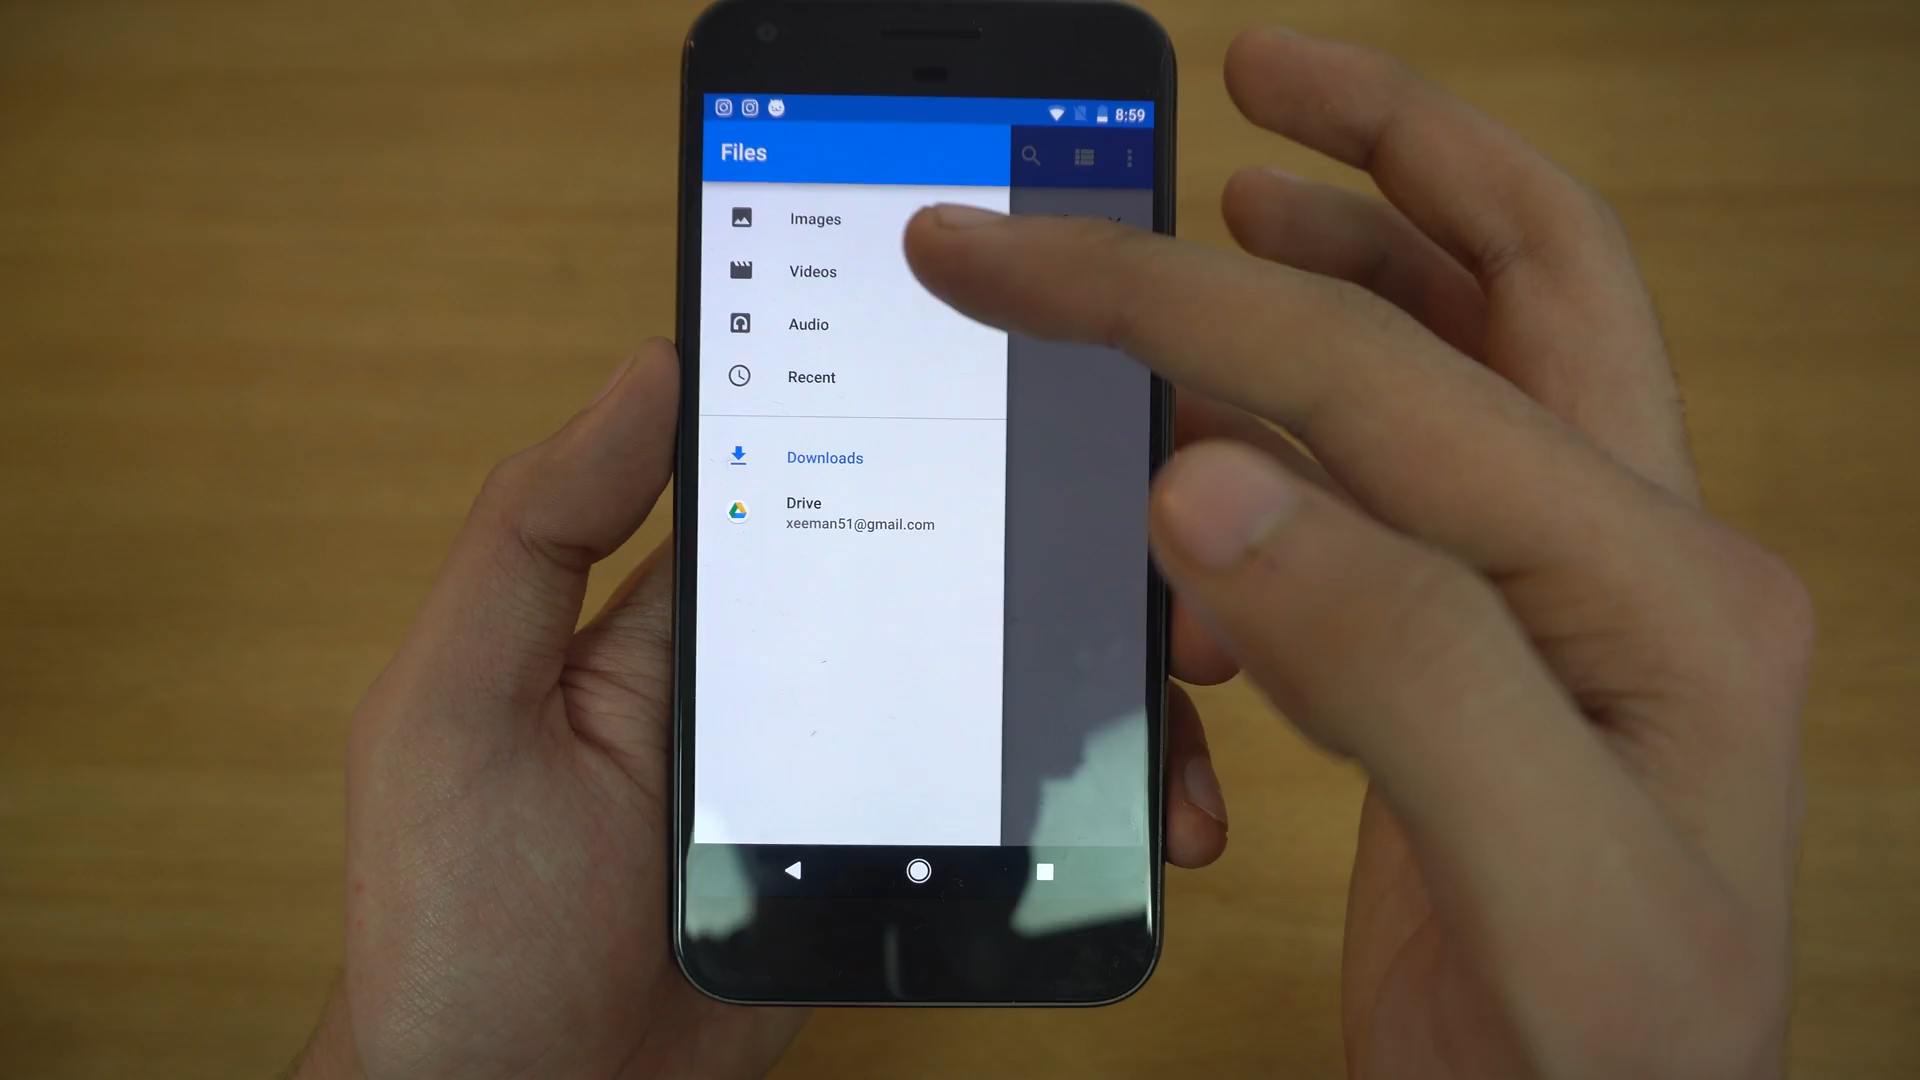 8:59
Files
Images
Videos
Audio
Recent
Downloads
Drive
xeeman51@gmail.com